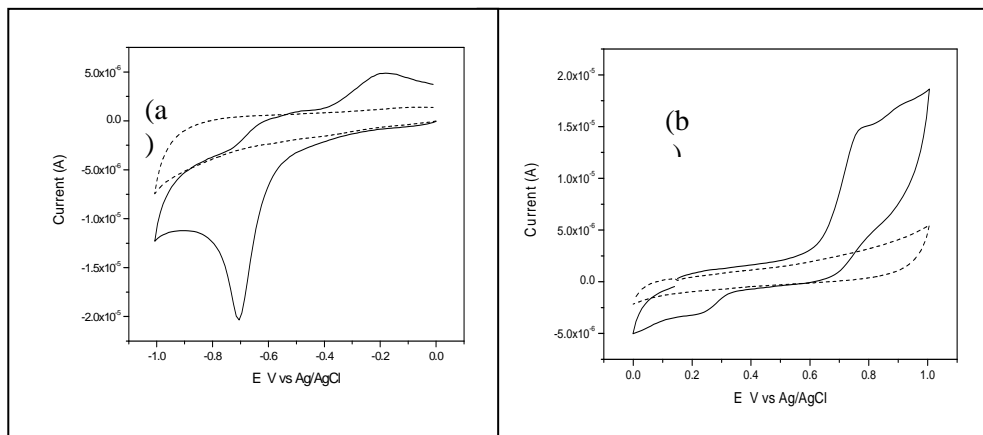 5.0x10⁻⁶
0.0
-5.0x10⁻⁶
-1.0x10⁻⁵
-1.5x10⁻⁵
-2.0x10⁻⁵
Current (A)
(a
)
-1.0 -0.8 -0.6 -0.4 -0.2 0.0
E V vs Ag/AgCl
2.0x10⁻⁵
1.5x10⁻⁵
1.0x10⁻⁵
5.0x10⁻⁶
0.0
-5.0x10⁻⁶
Current (A)
(b
)
0.0 0.2 0.4 0.6 0.8 1.0
E V vs Ag/AgCl